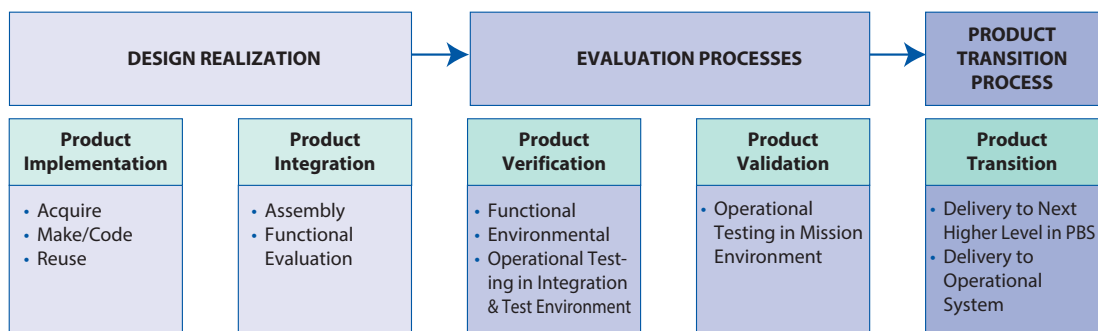 DESIGN REALIZATION
EVALUATION PROCESSES
PRODUCT
TRANSITION
PROCESS
Product
Implementation
• Acquire
• Make/Code
• Reuse
Product
Integration
• Assembly
• Functional
Evaluation
Product
Verification
• Functional
• Environmental
• Operational Test-
ing in Integration
& Test Environment
Product
Validation
• Operational
Testing in Mission
Environment
Product
Transition
• Delivery to Next
Higher Level in PBS
• Delivery to
Operational
System